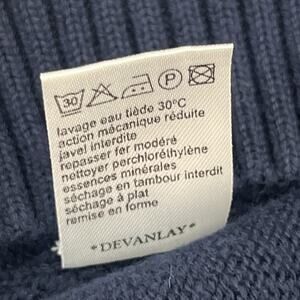 30 P
lavage eau tiède 30°C
action mécanique réduite
javel interdite
repasser fer modéré
nettoyer perchloréthylène
essences minérales
séchage en tambour interdit
séchage à plat
remise en forme
*DEVANLAY*